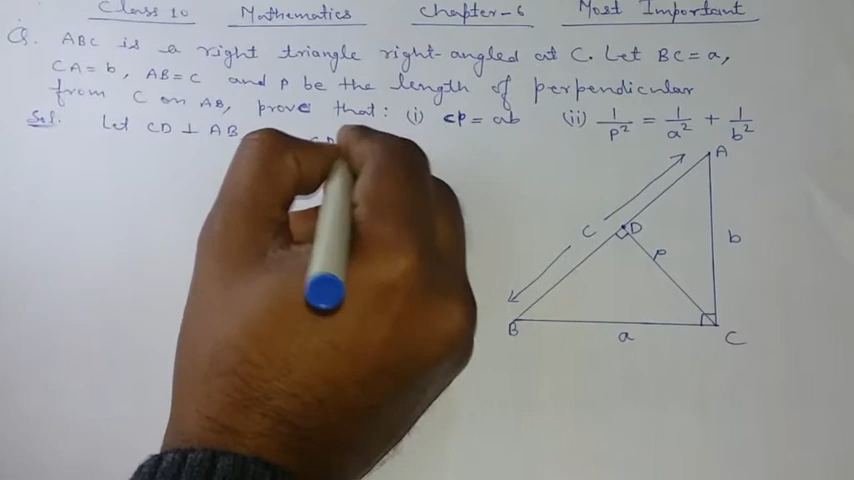 Class 10 Mathematics Chapter-6 Most Important
Q. ABC is a right triangle right-angled at C. Let BC = a,
CA = b, AB = c and p be the length of perpendicular
from C on AB, prove that: (i) cp = ab (ii) 1/p² = 1/a² + 1/b²
Sol. Let CD ⊥ AB
A
C
D
b
P
B
a
C